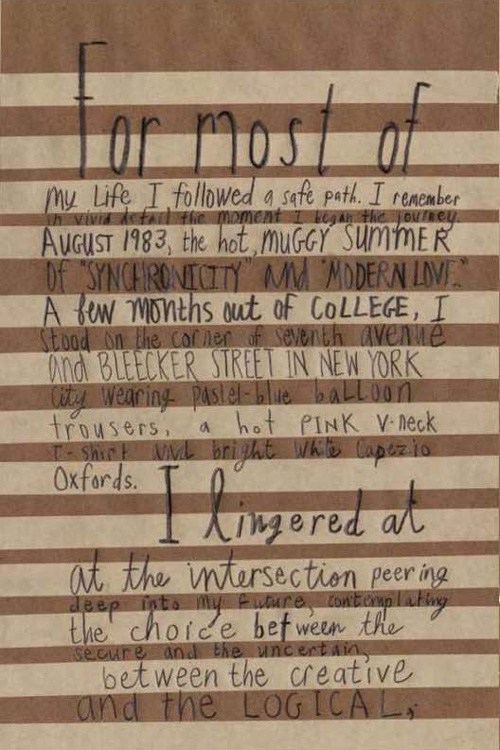 For most of
my Life I followed a safe path. I remember
in vivid detail the moment I began the journey.
AUGUST 1983, the hot, MUGGY SUMMER
OF "SYNCHRONICITY" and "MODERN LOVE."
A few MONTHS out OF COLLEGE, I
Stood on the corner of seventh avenue
and BLEECKER STREET IN NEW YORK
City wearing pastel-blue balloon
trousers, a hot PINK V-neck
T-shirt and bright white Capezio
Oxfords.
I lingered at
at the intersection peering
deep into my Future, contemplating
the choice between the
secure and the uncertain,
between the creative
and the LOGICAL,